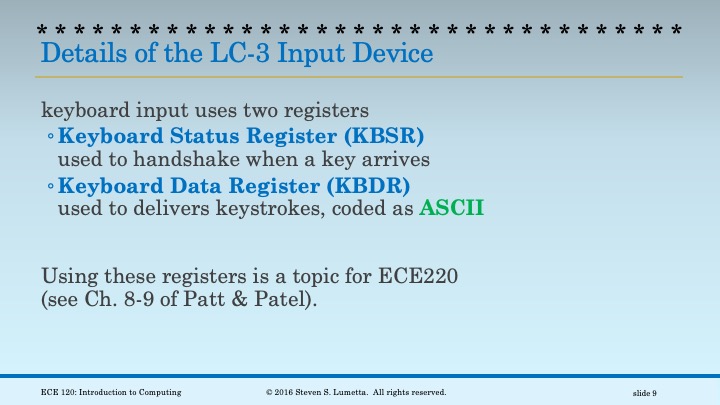 * * * * * * * * * * * * * * * * * * * * * * * * * * * * * * * * * * *
Details of the LC-3 Input Device
keyboard input uses two registers
◦Keyboard Status Register (KBSR)
used to handshake when a key arrives
◦Keyboard Data Register (KBDR)
used to delivers keystrokes, coded as ASCII
Using these registers is a topic for ECE220
(see Ch. 8-9 of Patt & Patel).
ECE 120: Introduction to Computing
© 2016 Steven S. Lumetta.  All rights reserved.
slide 9